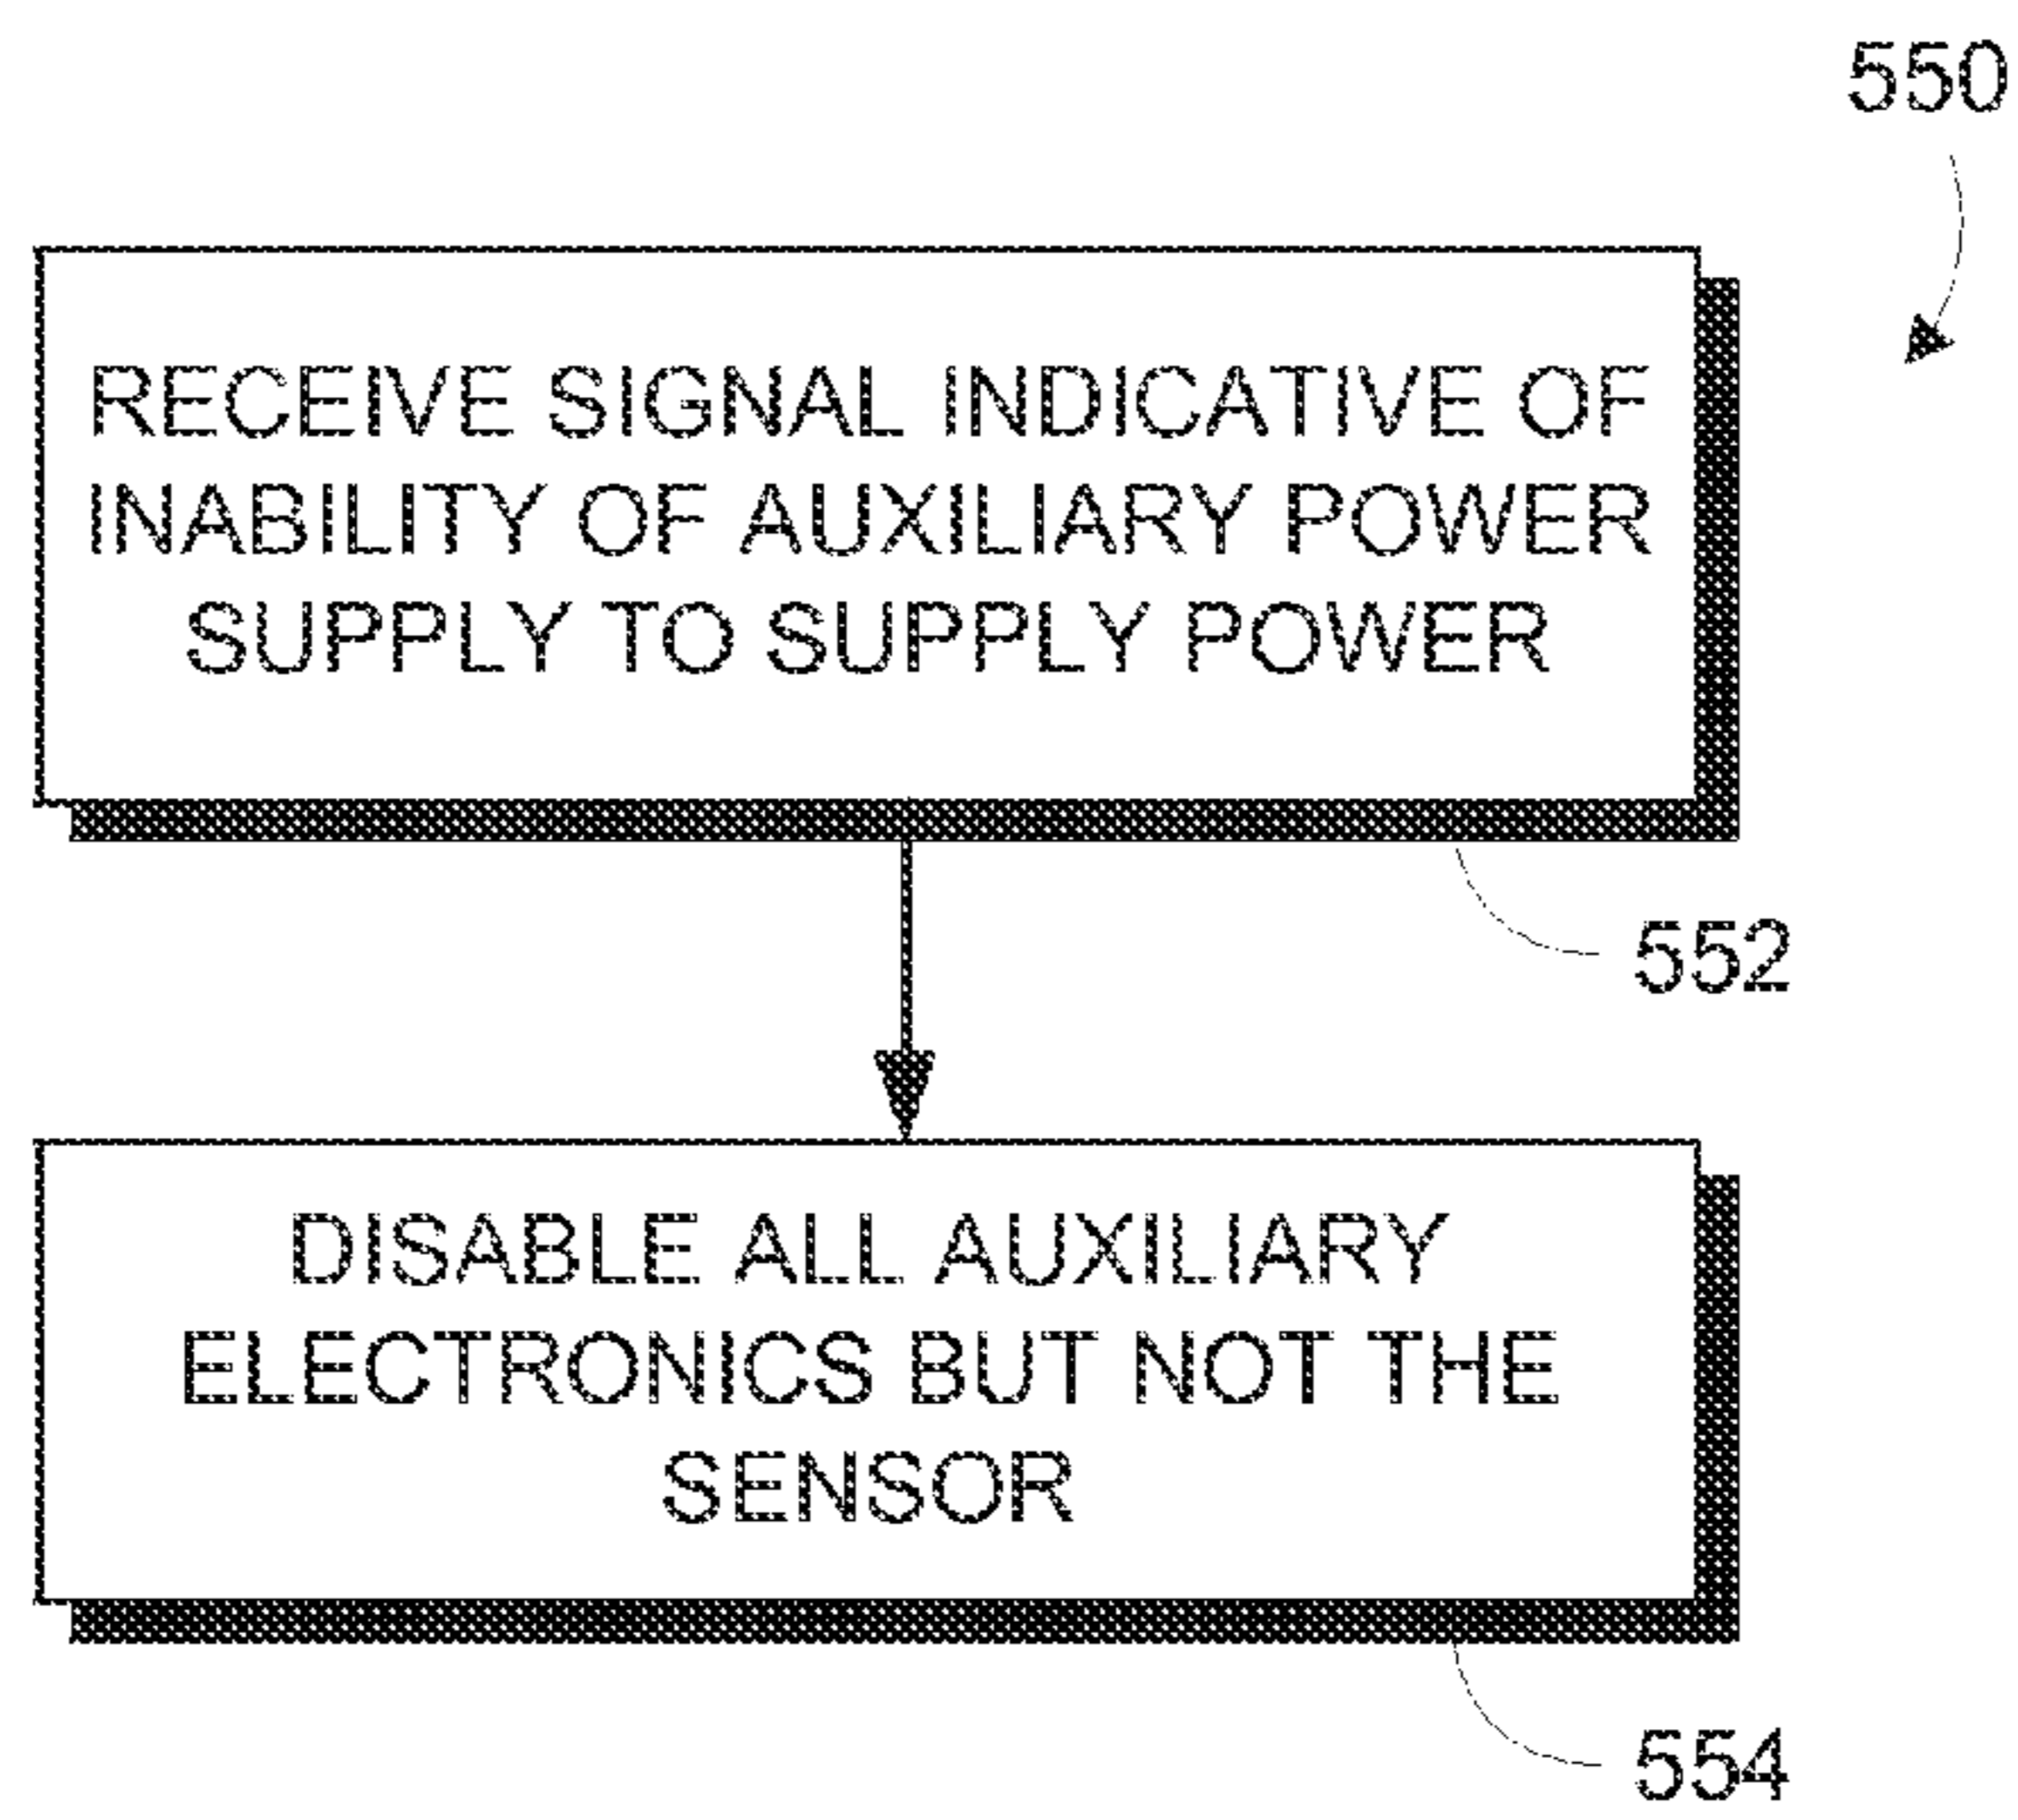 550
RECEIVE SIGNAL INDICATIVE OF
INABILITY OF AUXILIARY POWER
SUPPLY TO SUPPLY POWER
552
DISABLE ALL AUXILIARY
ELECTRONICS BUT NOT THE
SENSOR
554